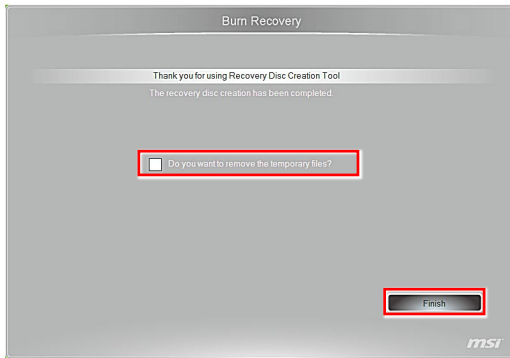 Burn Recovery
Thank you for using Recovery Disc Creation Tool
The recovery disc creation has been completed.
Do you want to remove the temporary files?
Finish
msi